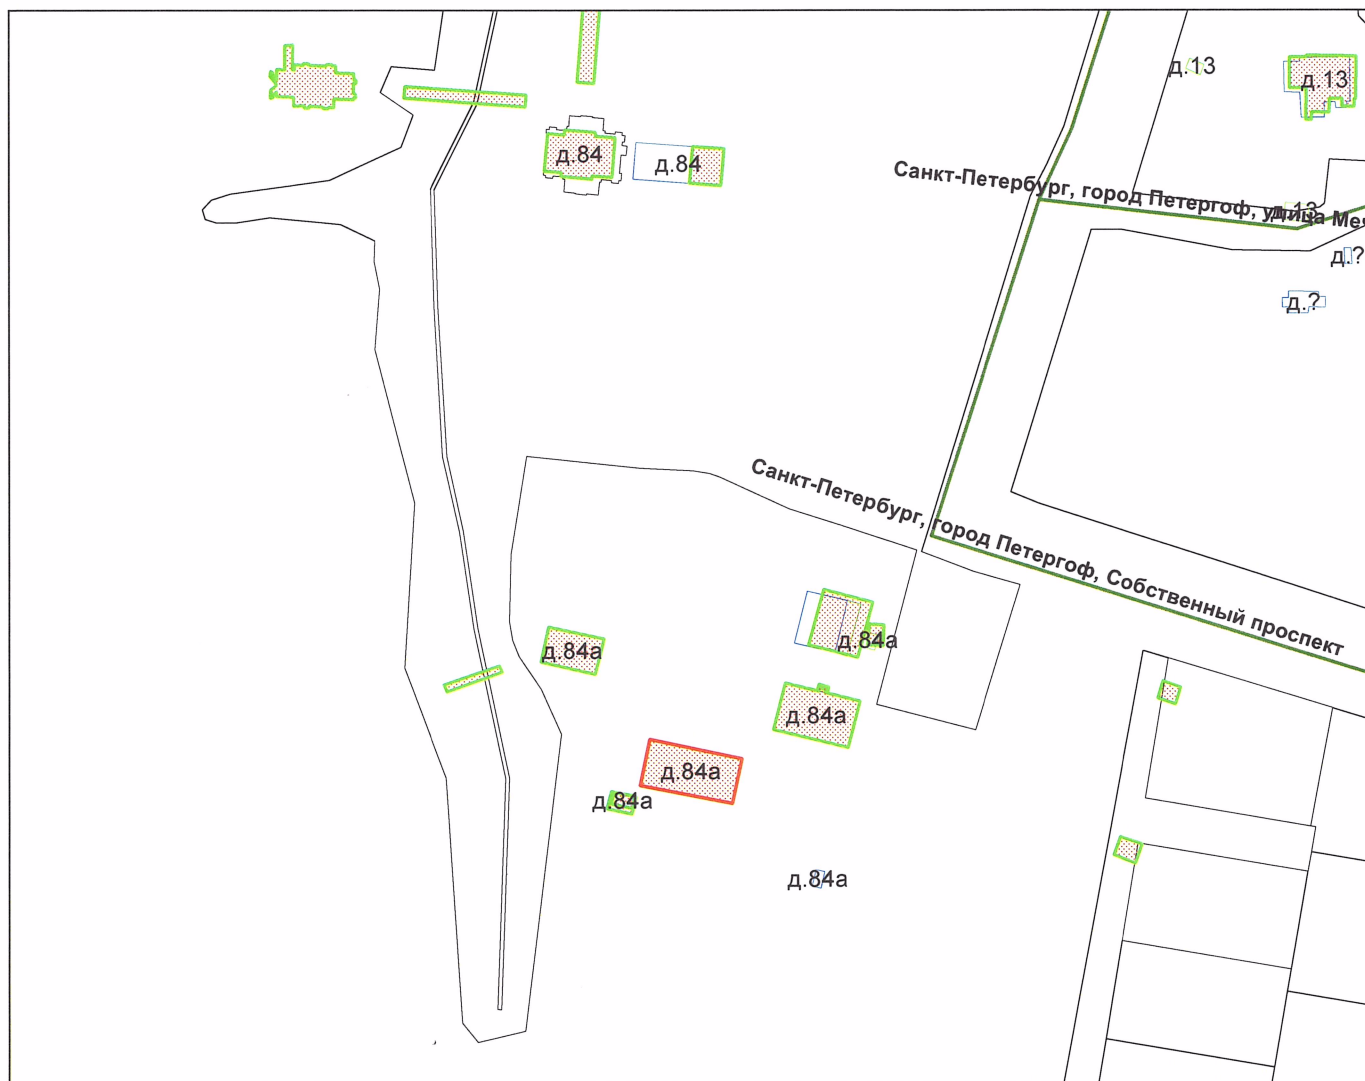 д.13
д.13
д.84
д.84
Санкт-Петербург, город Петергоф, улица Ме
д.13
д.?
д.?
Санкт-Петербург, город Петергоф, Собственный проспект
д.84а
д.84а
д.84а
д.84а
д.84а
д.84а